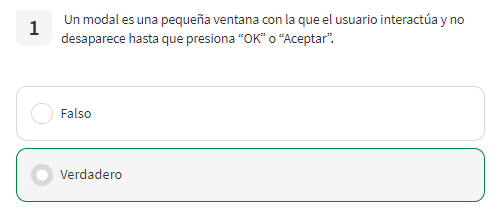 1
Un modal es una pequeña ventana con la que el usuario interactúa y no
desaparece hasta que presiona “OK” o “Aceptar”.
Falso
Verdadero